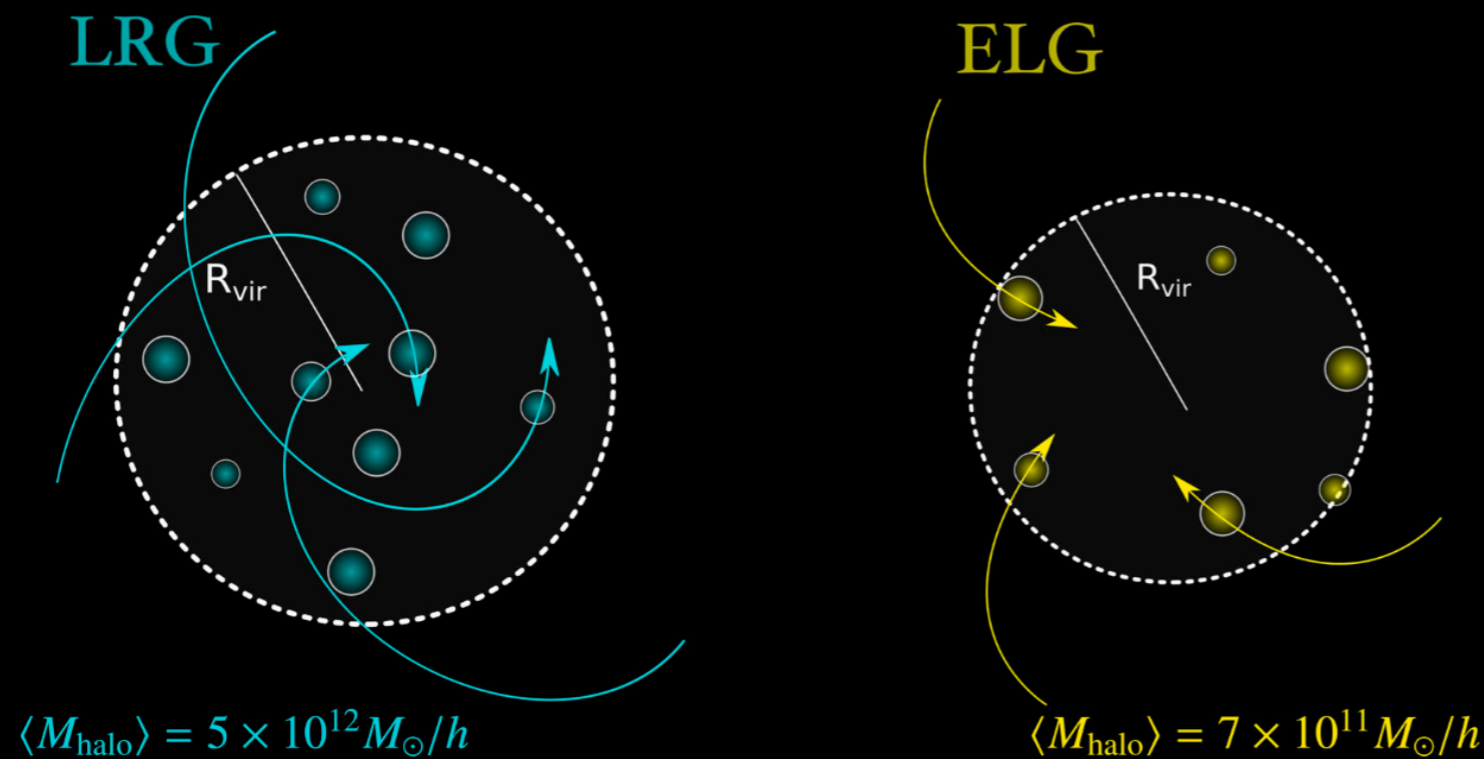 LRG
ELG
R_vir
R_vir
⟨M_halo⟩ = 5 × 10^12 M_⊙/h
⟨M_halo⟩ = 7 × 10^11 M_⊙/h